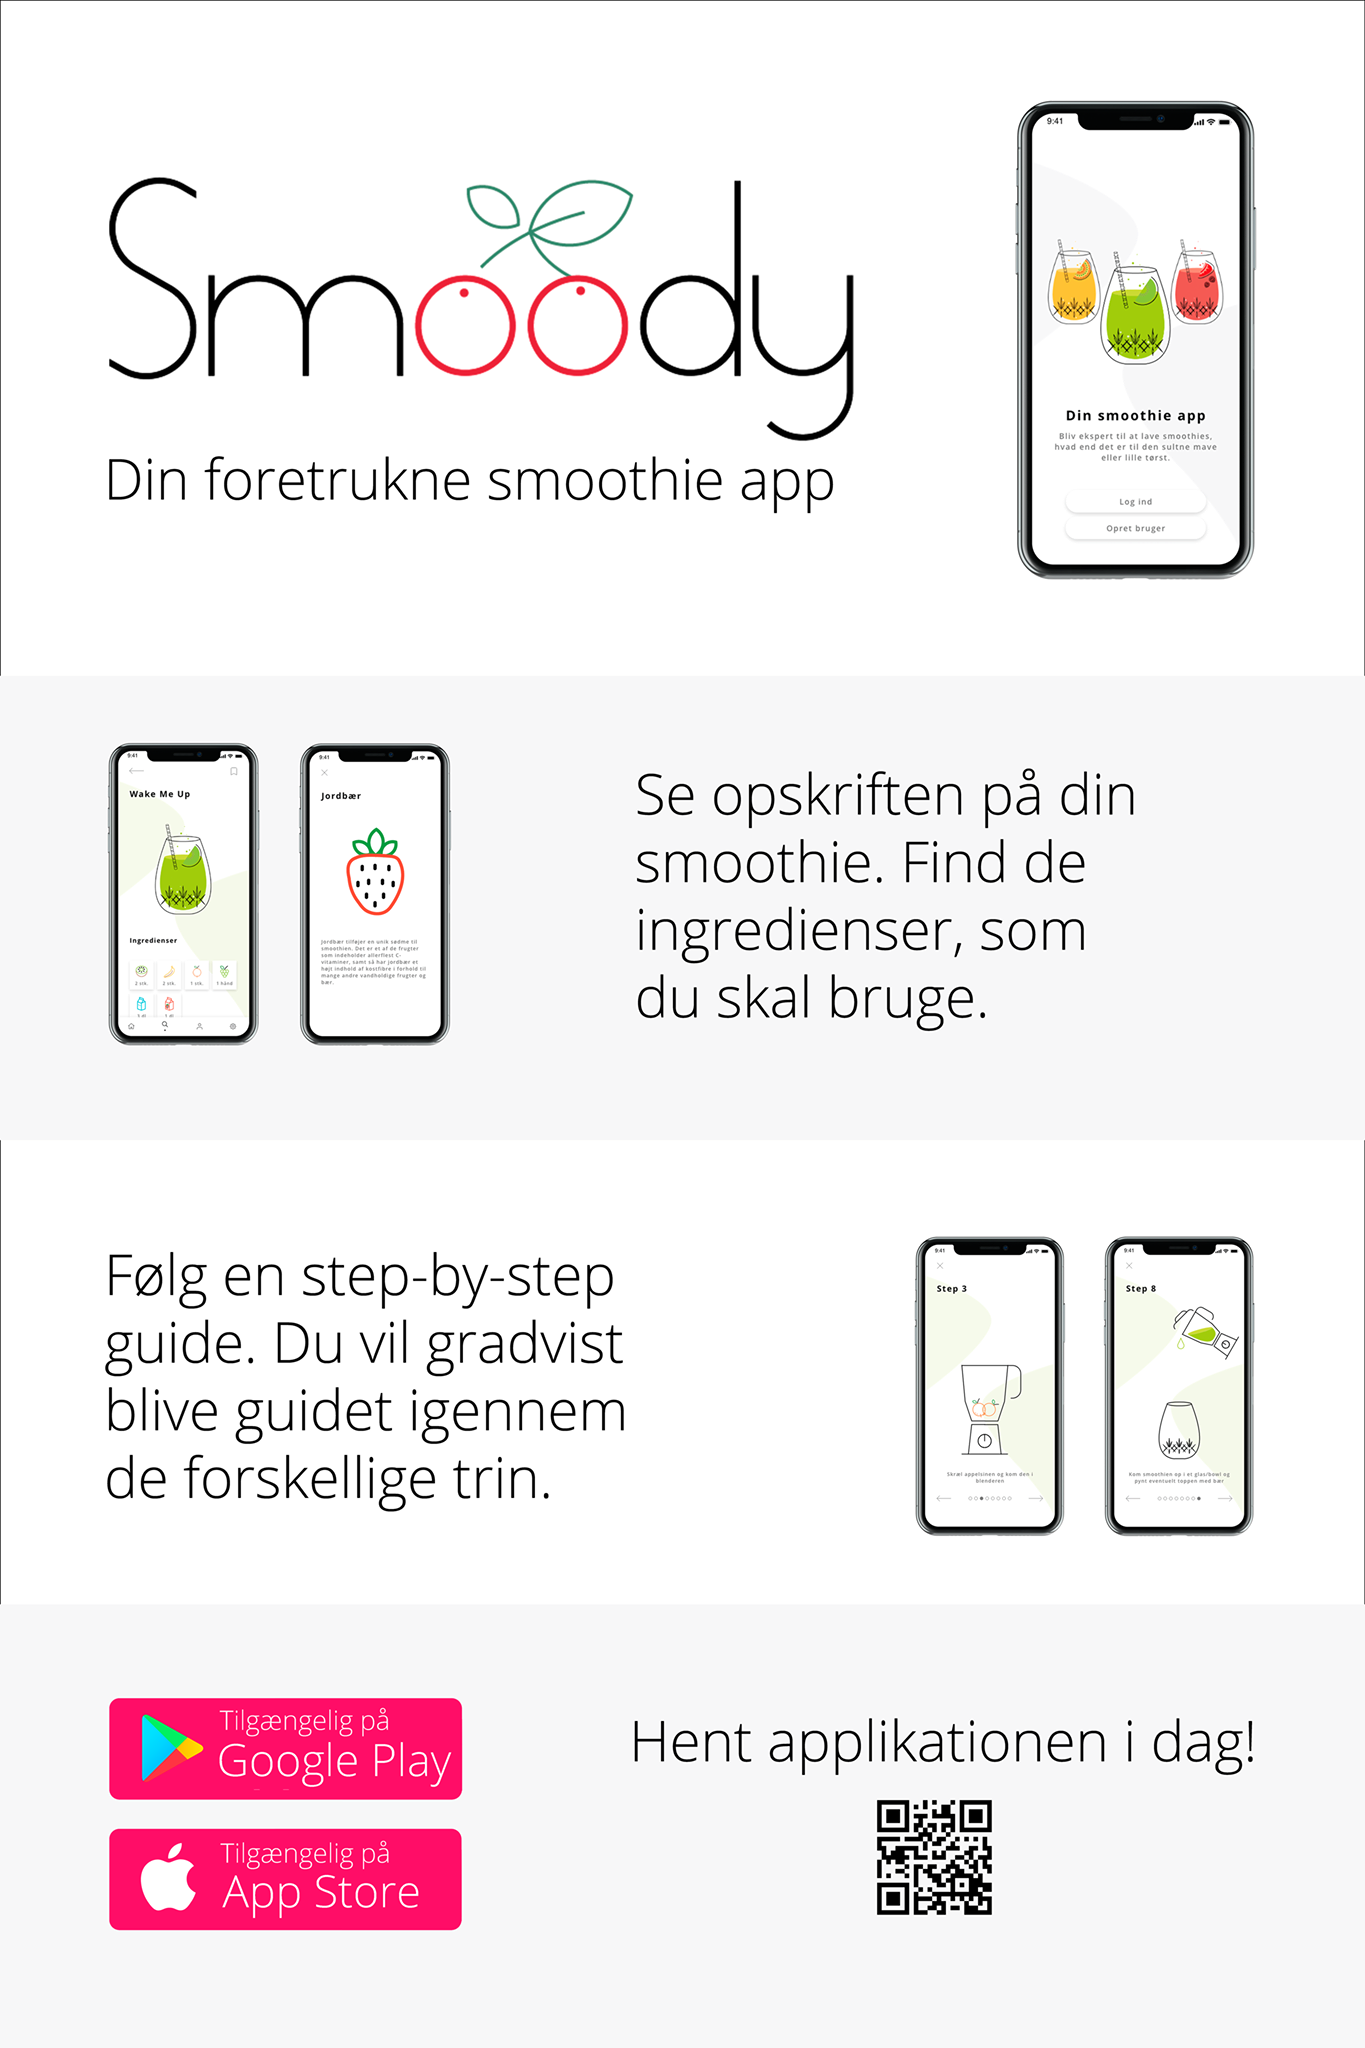 Smoody
Din foretrukne smoothie app
9:41
Din smoothie app
Bliv ekspert til at lave smoothies,
hvad end det er til den sultne mave
eller lille tørst.
Log ind
Opret bruger
9:41
Wake Me Up
Ingredienser
2 stk.
2 stk.
1 stk.
1 hånd
1 dl
9:41
Jordbær
Jordbær tilføjer en unik sødme til
smoothien. Det er et af de frugter
som indeholder allerflest C-
vitaminer, samt så har jordbær et
højt indhold af kostfibre i forhold til
mange andre vandholdige frugter og
bær.
Se opskriften på din
smoothie. Find de
ingredienser, som
du skal bruge.
Følg en step-by-step
guide. Du vil gradvist
blive guidet igennem
de forskellige trin.
9:41
Step 3
Skræl appelsinen og kom den i
blenderen
9:41
Step 8
Kom smoothien op i et glas/bowl og
pynt eventuelt toppen med bær
Tilgængelig på
Google Play
Tilgængelig på
App Store
Hent applikationen i dag!